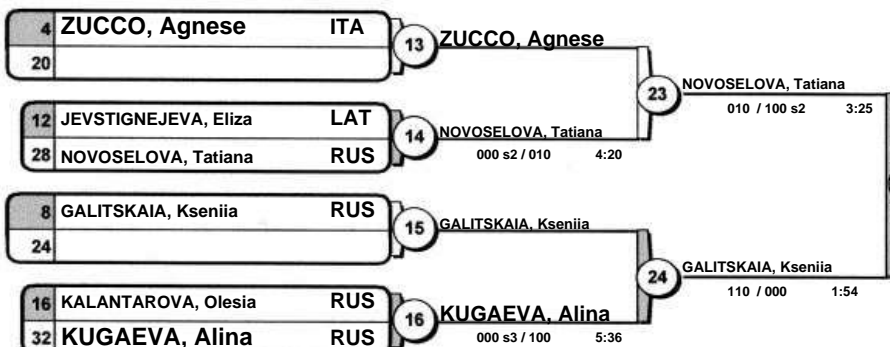 4 ZUCCO, Agnese ITA
20
13 ZUCCO, Agnese
12 JEVSTIGNEJEVA, Eliza LAT
28 NOVOSELOVA, Tatiana RUS
14 NOVOSELOVA, Tatiana
000 s2 / 010 4:20
23 NOVOSELOVA, Tatiana
010 / 100 s2 3:25
8 GALITSKAIA, Kseniia RUS
24
15 GALITSKAIA, Kseniia
16 KALANTAROVA, Olesia RUS
32 KUGAEVA, Alina RUS
16 KUGAEVA, Alina
000 s3 / 100 5:36
24 GALITSKAIA, Kseniia
110 / 000 1:54